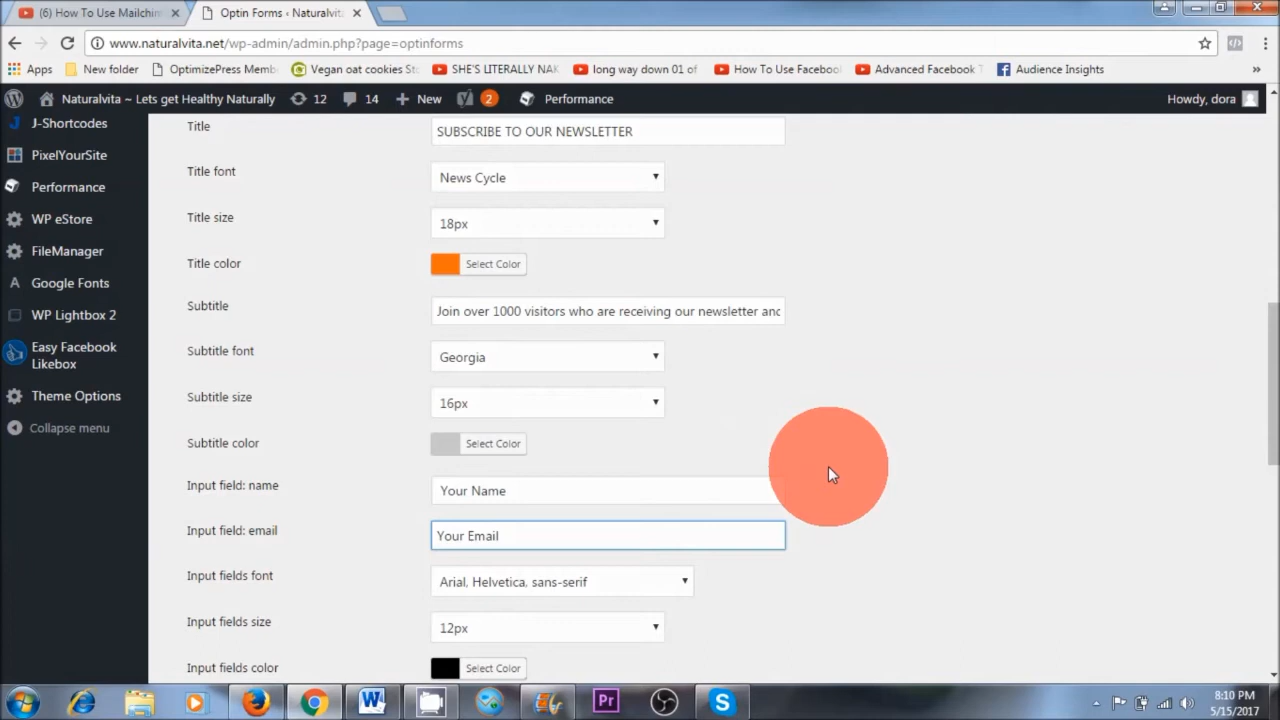 (6) How To Use Mailchim
Optin Forms ‹ Naturalvita
www.naturalvita.net/wp-admin/admin.php?page=optinforms
Apps New folder OptimizePress Memb Vegan oat cookies Ste SHE'S LITERALLY NAK long way down 01 of How To Use Facebook Advanced Facebook T Audience Insights »
Naturalvita ~ Lets get Healthy Naturally 12 14 New 2 Performance Howdy, dora
J-Shortcodes
PixelYourSite
Performance
WP eStore
FileManager
Google Fonts
WP Lightbox 2
Easy Facebook
Likebox
Theme Options
Collapse menu
Title SUBSCRIBE TO OUR NEWSLETTER
Title font News Cycle
Title size 18px
Title color Select Color
Subtitle Join over 1000 visitors who are receiving our newsletter and
Subtitle font Georgia
Subtitle size 16px
Subtitle color Select Color
Input field: name Your Name
Input field: email Your Email
Input fields font Arial, Helvetica, sans-serif
Input fields size 12px
Input fields color Select Color
W Pr S
8:10 PM
5/15/2017